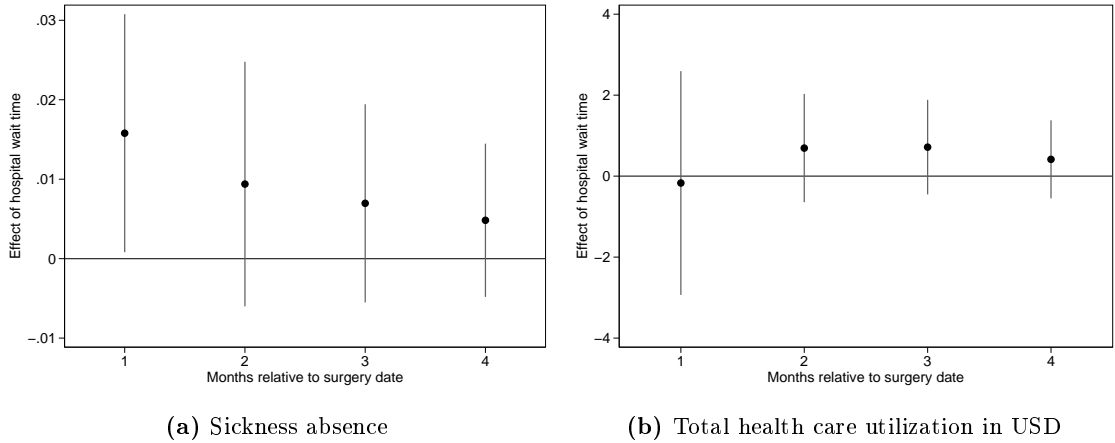 .03
.02
.01
0
−.01
Effect of hospital wait time
1 2 3 4
Months relative to surgery date
(a) Sickness absence
4
2
0
−2
−4
Effect of hospital wait time
1 2 3 4
Months relative to surgery date
(b) Total health care utilization in USD